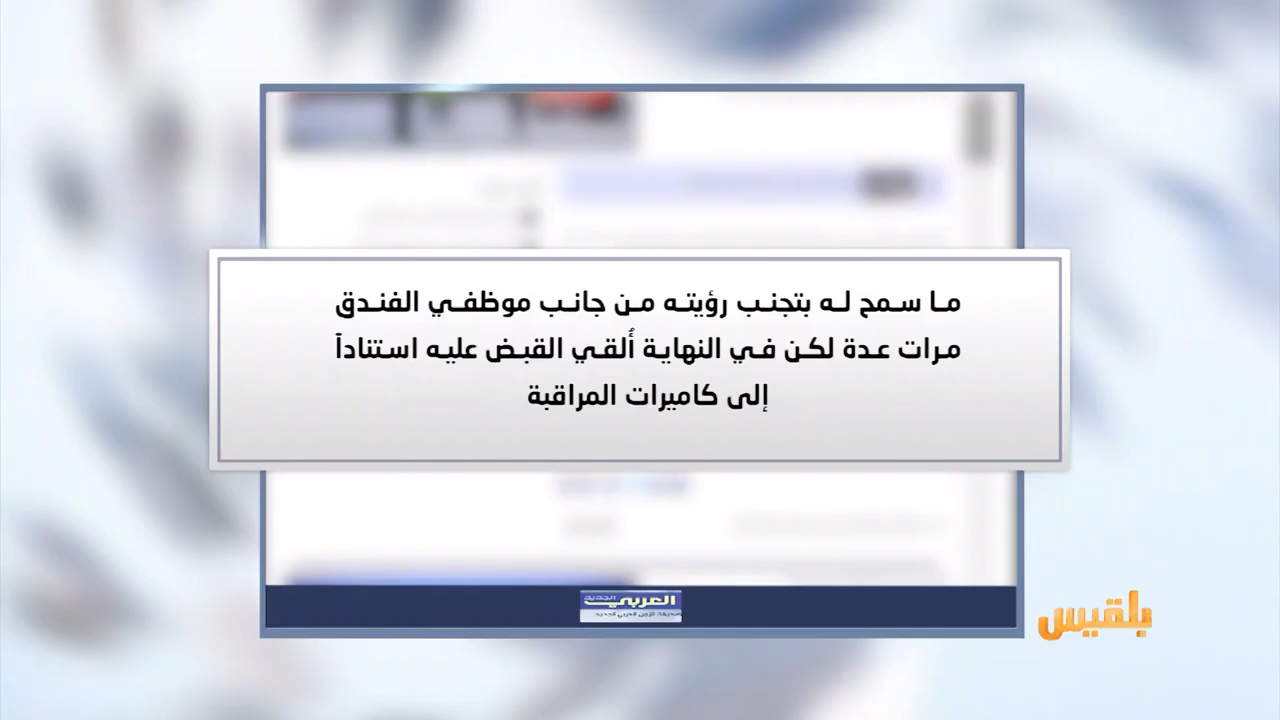 ما سمح له بتجنب رؤيته من جانب موظفي الفندق
مرات عدة لكن في النهاية أُلقي القبض عليه استناداً
إلى كاميرات المراقبة
العربي الجديد
بلقيس